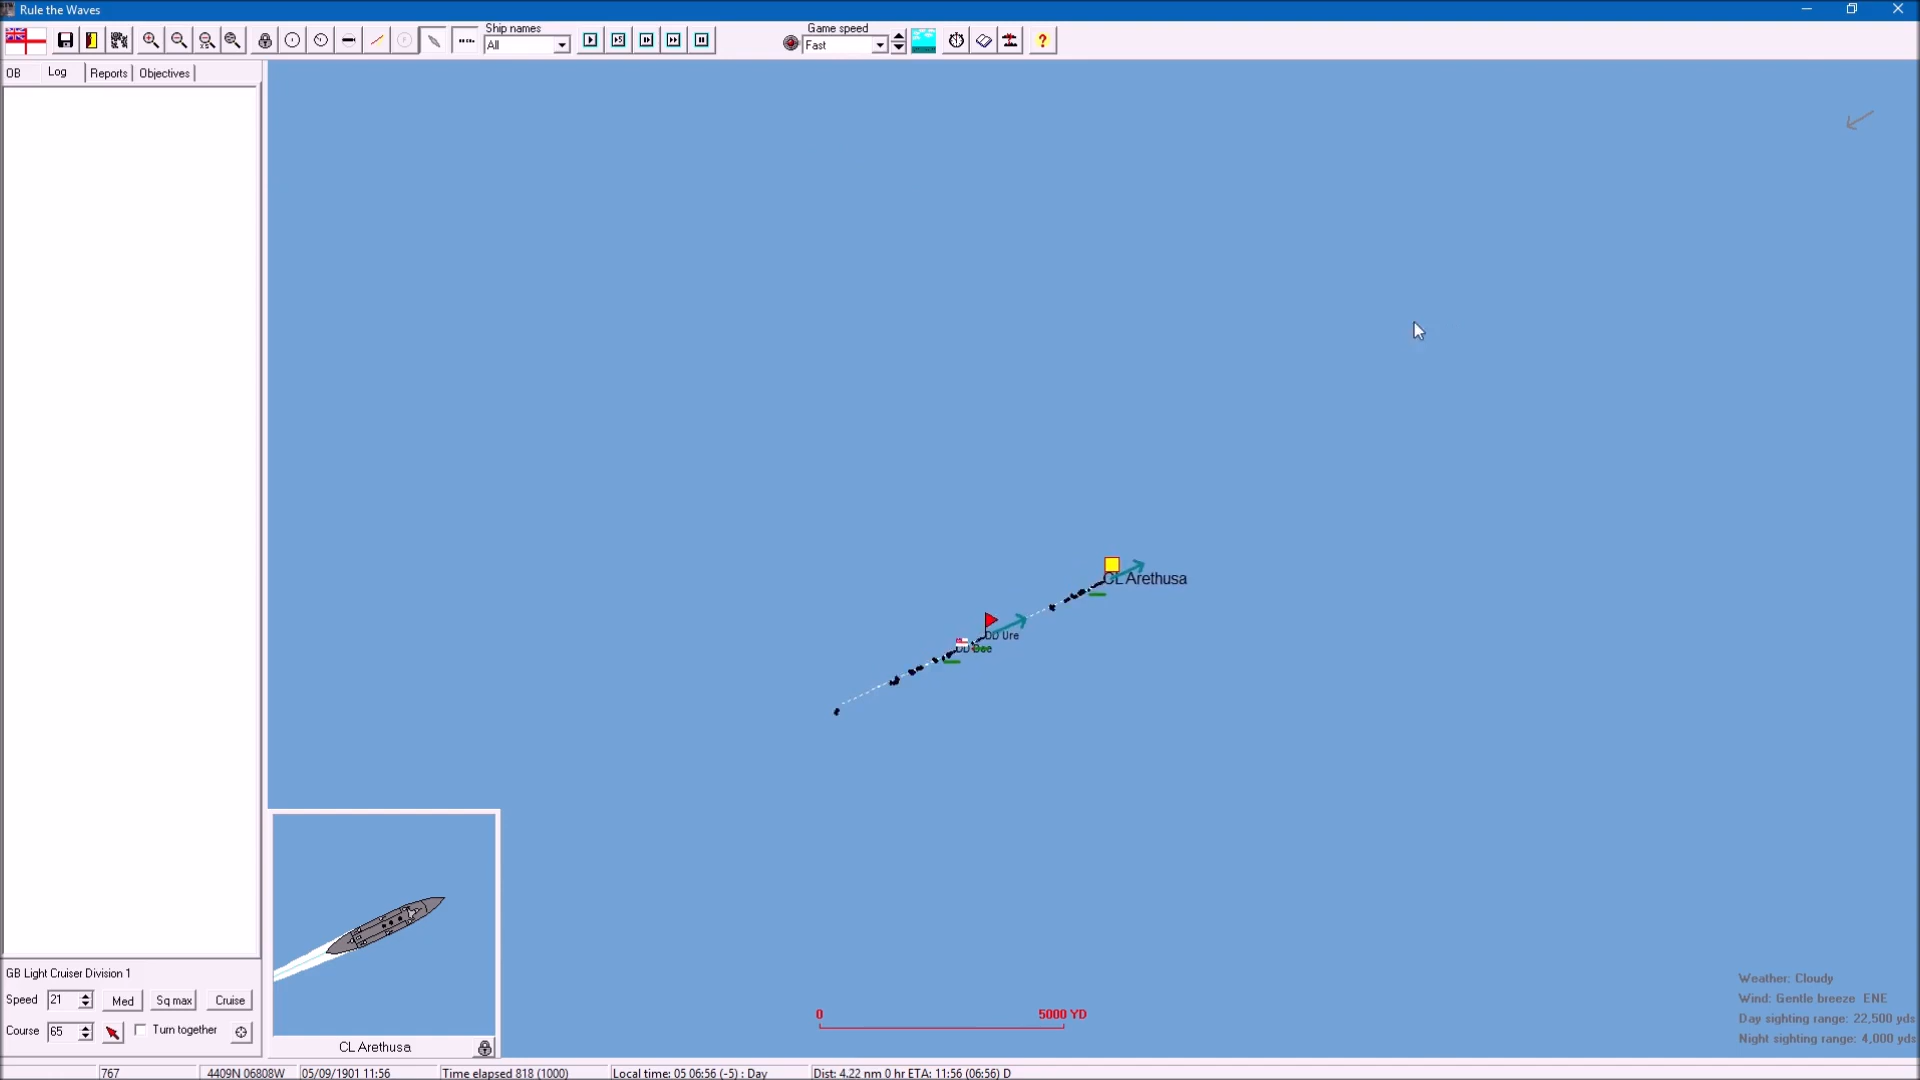 Rule the Waves
Ship names
All
Game speed
Fast
?
OB
Log
Reports
Objectives
CL Arethusa
DD Ure
GB Light Cruiser Division 1
Speed 21 Med Sq max Cruise
Course 65 Turn together
CL Arethusa
0 5000 YD
Weather: Cloudy
Wind: Gentle breeze ENE
Day sighting range: 22,500 yds
Night sighting range: 4,000 yds
767 4409N 06808W 05/09/1901 11:56 Time elapsed 818 (1000) Local time: 05 06:56 (-5) : Day Dist: 4.22 nm 0 hr ETA: 11:56 (06:56) D